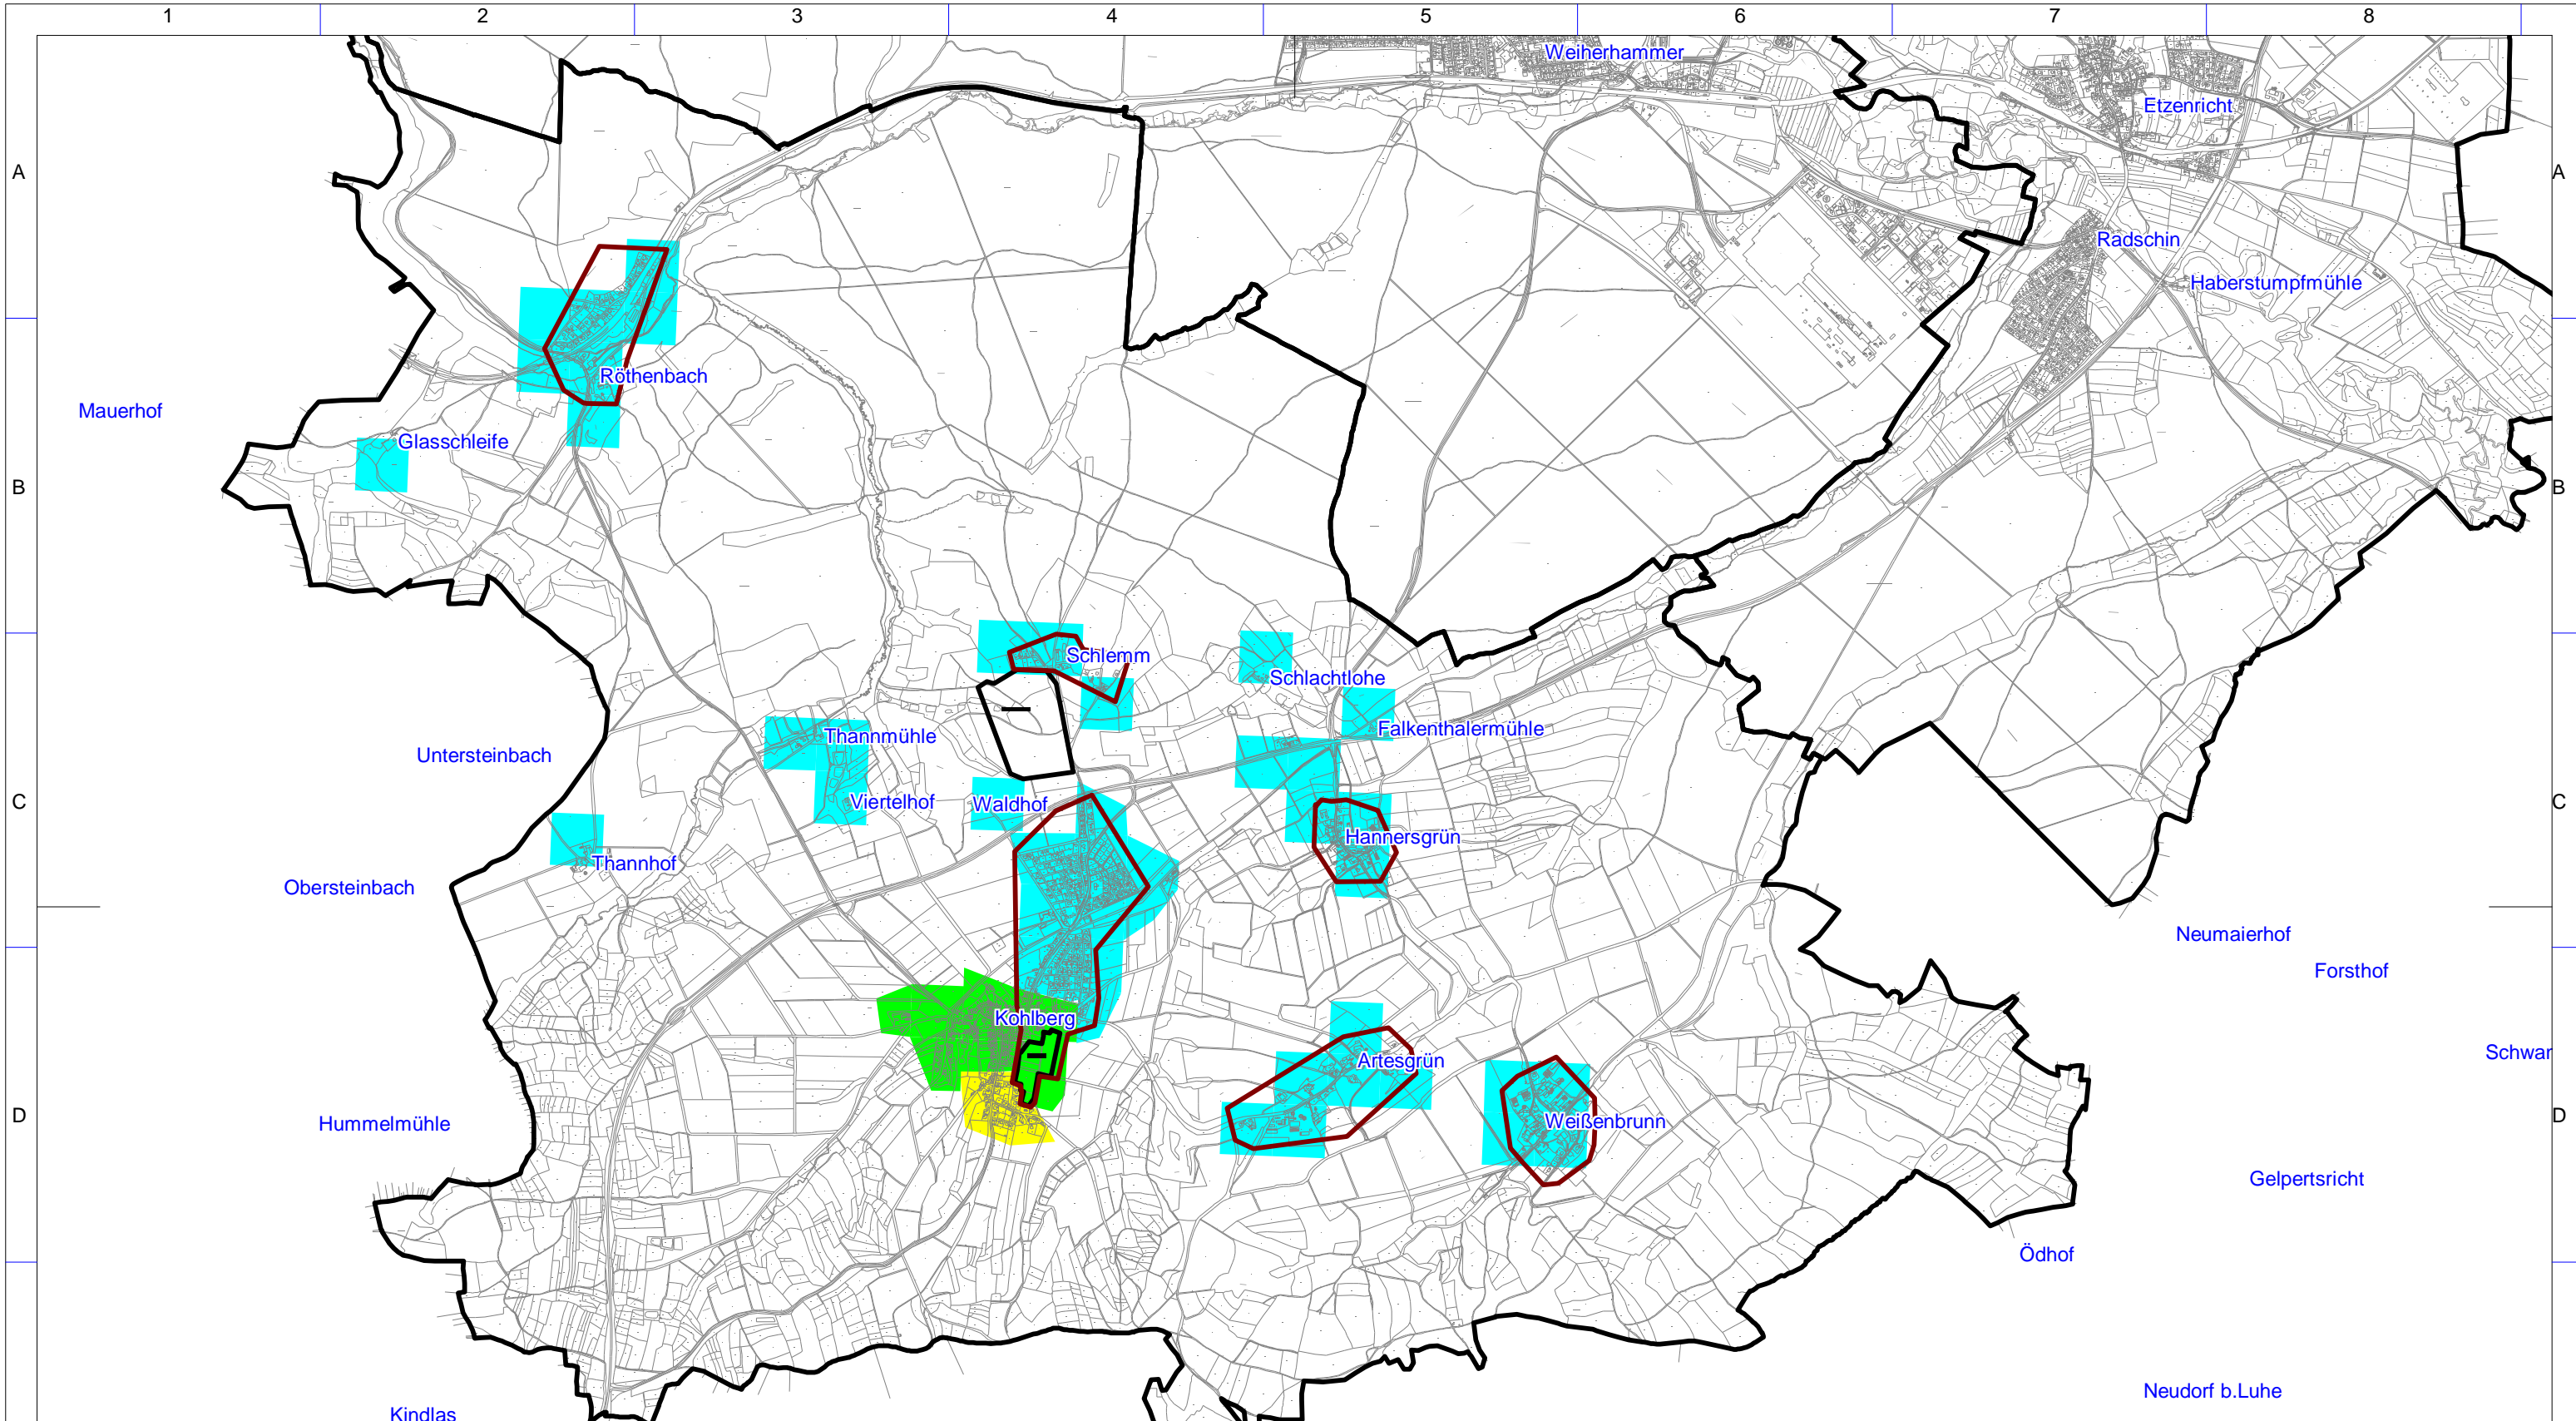 1 2 3 4 5 6 7 8
Weiherhammer
Etzenricht
A A
Radschin
Haberstumpfmühle
Röthenbach
Mauerhof
Glasschleife
B B
Schlemm
Schlachtlohe
Falkenthalermühle
Thannmühle
Untersteinbach
C Viertelhof Waldhof C
Hannersgrün
Thannhof
Obersteinbach
Neumaierhof
Forsthof
Kohlberg
Schwar
Artesgrün
D D
Weißenbrunn
Hummelmühle
Gelpertsricht
Ödhof
Neudorf b.Luhe
Kindlas